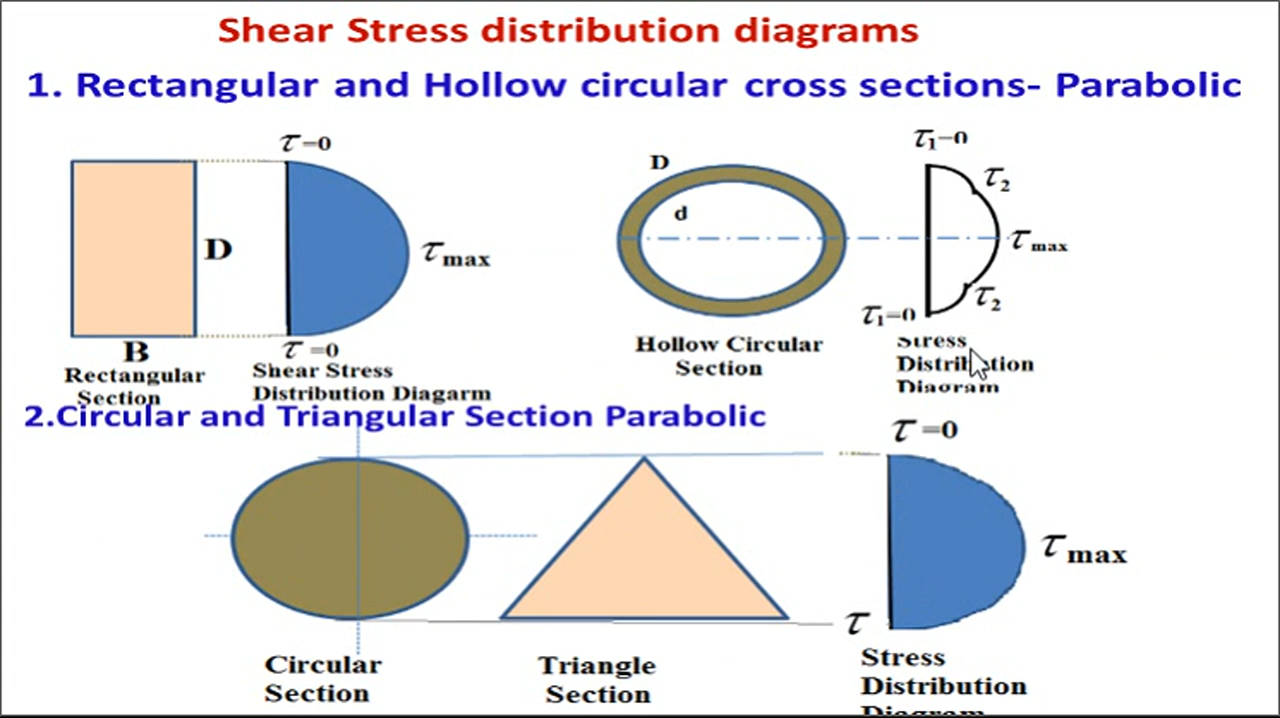 Shear Stress distribution diagrams
1. Rectangular and Hollow circular cross sections- Parabolic
τ=0
D
τmax
B
Rectangular
Section
τ =0
Shear Stress
Distribution Diagarm
D
d
Hollow Circular
Section
τ1=0
τ2
τmax
τ2
τ1=0
Stress
Distribution
Diagram
2.Circular and Triangular Section Parabolic
τ =0
τmax
τ
Circular
Section
Triangle
Section
Stress
Distribution
Diagram